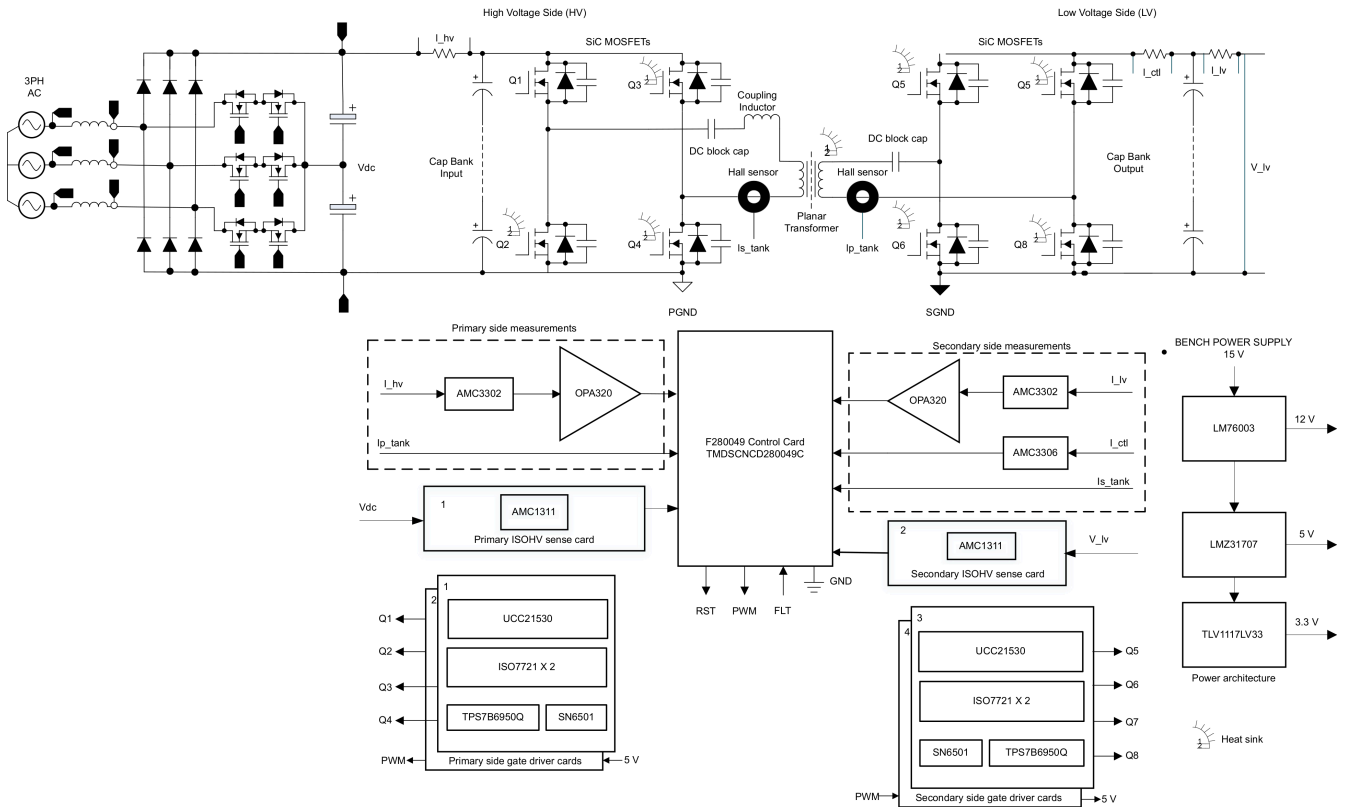 High Voltage Side (HV)
Low Voltage Side (LV)
3PH
AC
I_hv
SiC MOSFETs
Q1
Q3
Coupling
Inductor
DC block cap
Vdc
Cap Bank
Input
Hall sensor
Is_tank
Q2
Q4
PGND
Planar
Transformer
DC block cap
Hall sensor
Ip_tank
SiC MOSFETs
Q5
Q5
I_ctl
I_lv
Cap Bank
Output
V_lv
Q6
Q8
SGND
Primary side measurements
I_hv
AMC3302
OPA320
Ip_tank
Vdc
1
AMC1311
Primary ISOHV sense card
F280049 Control Card
TMDSCNCD280049C
RST
PWM
FLT
GND
Secondary side measurements
OPA320
AMC3302
I_lv
AMC3306
I_ctl
Is_tank
2
AMC1311
V_lv
Secondary ISOHV sense card
BENCH POWER SUPPLY
15 V
LM76003
12 V
LMZ31707
5 V
TLV1117LV33
3.3 V
Power architecture
Heat sink
1
2
UCC21530
ISO7721 X 2
TPS7B6950Q
SN6501
Q1
Q2
Q3
Q4
PWM
Primary side gate driver cards
5 V
3
4
UCC21530
ISO7721 X 2
SN6501
TPS7B6950Q
Q5
Q6
Q7
Q8
PWM
Secondary side gate driver cards
5 V